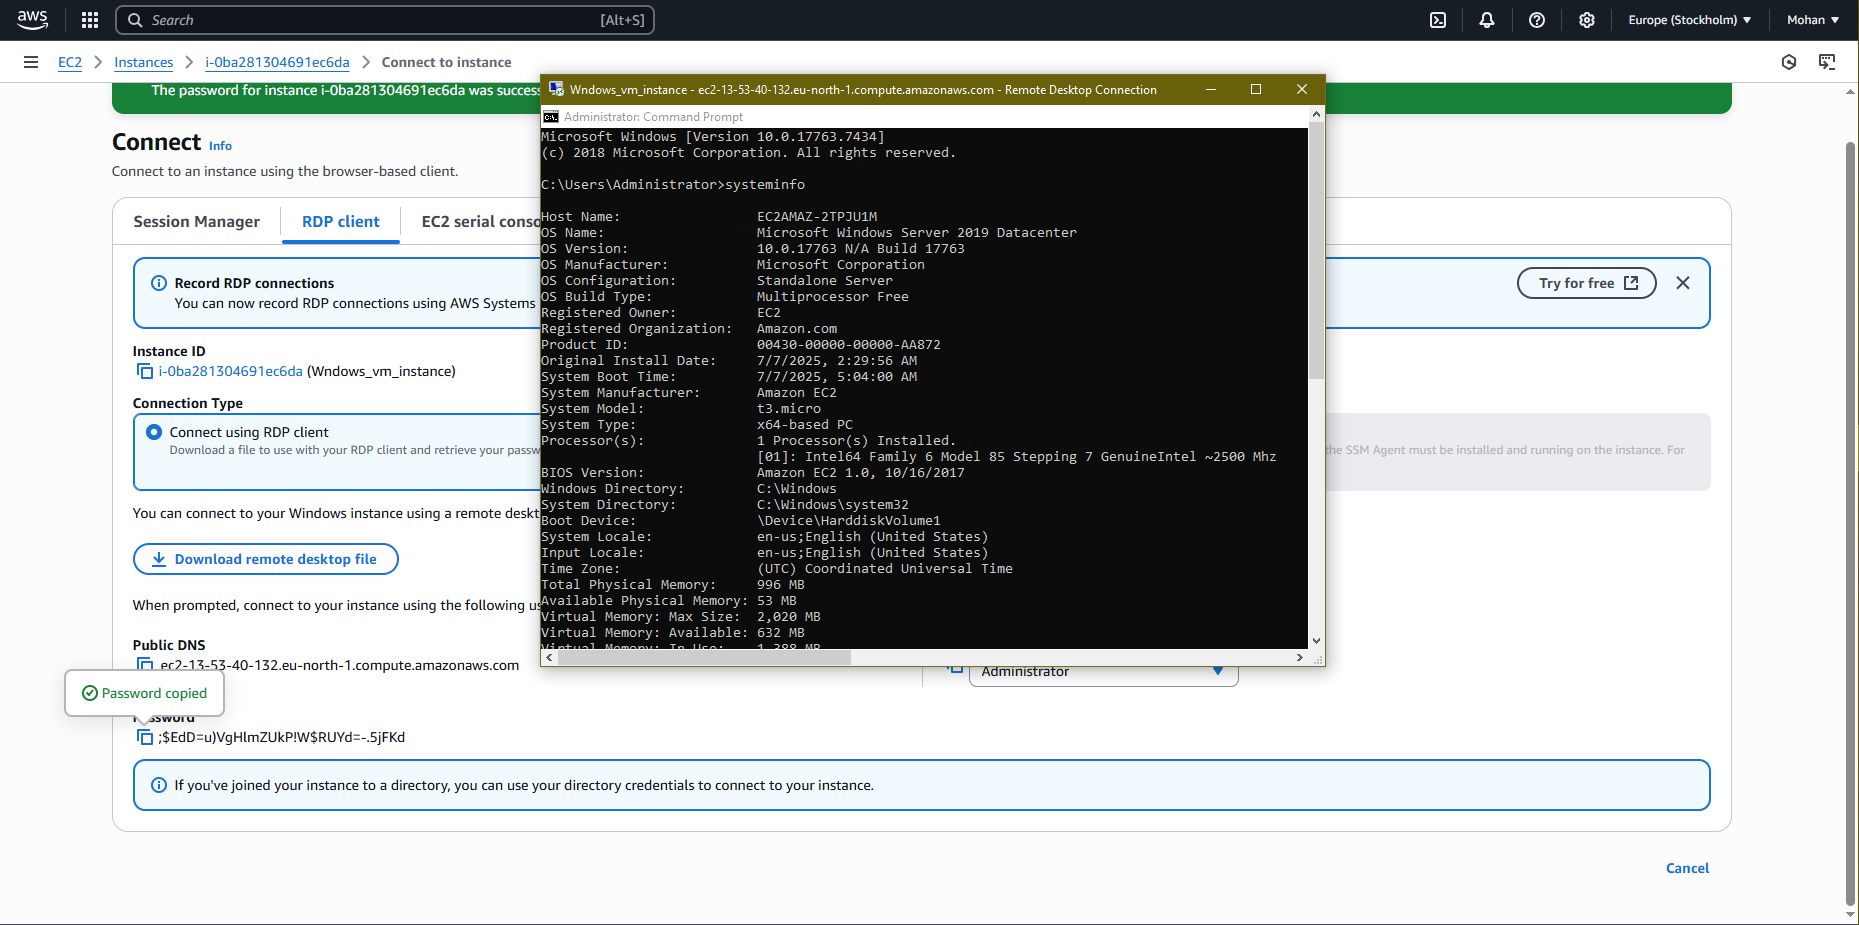 aws
Search
[Alt+S]
Europe (Stockholm)
Mohan
EC2
Instances
i-0ba281304691ec6da
Connect to instance
The password for instance i-0ba281304691ec6da was
Connect
Info
Connect to an instance using the browser-based client.
Session Manager
RDP client
EC2 serial
Record RDP connections
You can now record RDP connections using AWS Systems
Try for free
Instance ID
i-0ba281304691ec6da (Wndows_vm_instance)
Connection Type
Connect using RDP client
Download a file to use with your RDP client and retrieve your
the SSM Agent must be installed and running on the instance. For
You can connect to your Windows instance using a remote
Download remote desktop file
When prompted, connect to your instance using the following
Public DNS
ec2-13-53-40-132.eu-north-1.compute.amazonaws.com
Administrator
Password copied
Password
;$EdD=u)VgHlmZUkP!W$RUYd=-.5jFKd
If you've joined your instance to a directory, you can use your directory credentials to connect to your instance.
Cancel
Wndows_vm_instance - ec2-13-53-40-132.eu-north-1.compute.amazonaws.com - Remote Desktop Connection
Administrator: Command Prompt
Microsoft Windows [Version 10.0.17763.7434]
(c) 2018 Microsoft Corporation. All rights reserved.
C:\Users\Administrator>systeminfo
Host Name: EC2AMAZ-2TPJU1M
OS Name: Microsoft Windows Server 2019 Datacenter
OS Version: 10.0.17763 N/A Build 17763
OS Manufacturer: Microsoft Corporation
OS Configuration: Standalone Server
OS Build Type: Multiprocessor Free
Registered Owner: EC2
Registered Organization: Amazon.com
Product ID: 00430-00000-00000-AA872
Original Install Date: 7/7/2025, 2:29:56 AM
System Boot Time: 7/7/2025, 5:04:00 AM
System Manufacturer: Amazon EC2
System Model: t3.micro
System Type: x64-based PC
Processor(s): 1 Processor(s) Installed.
[01]: Intel64 Family 6 Model 85 Stepping 7 GenuineIntel ~2500 Mhz
BIOS Version: Amazon EC2 1.0, 10/16/2017
Windows Directory: C:\Windows
System Directory: C:\Windows\system32
Boot Device: \Device\HarddiskVolume1
System Locale: en-us;English (United States)
Input Locale: en-us;English (United States)
Time Zone: (UTC) Coordinated Universal Time
Total Physical Memory: 996 MB
Available Physical Memory: 53 MB
Virtual Memory: Max Size: 2,020 MB
Virtual Memory: Available: 632 MB
Virtual Memory: In Use: 1,388 MB